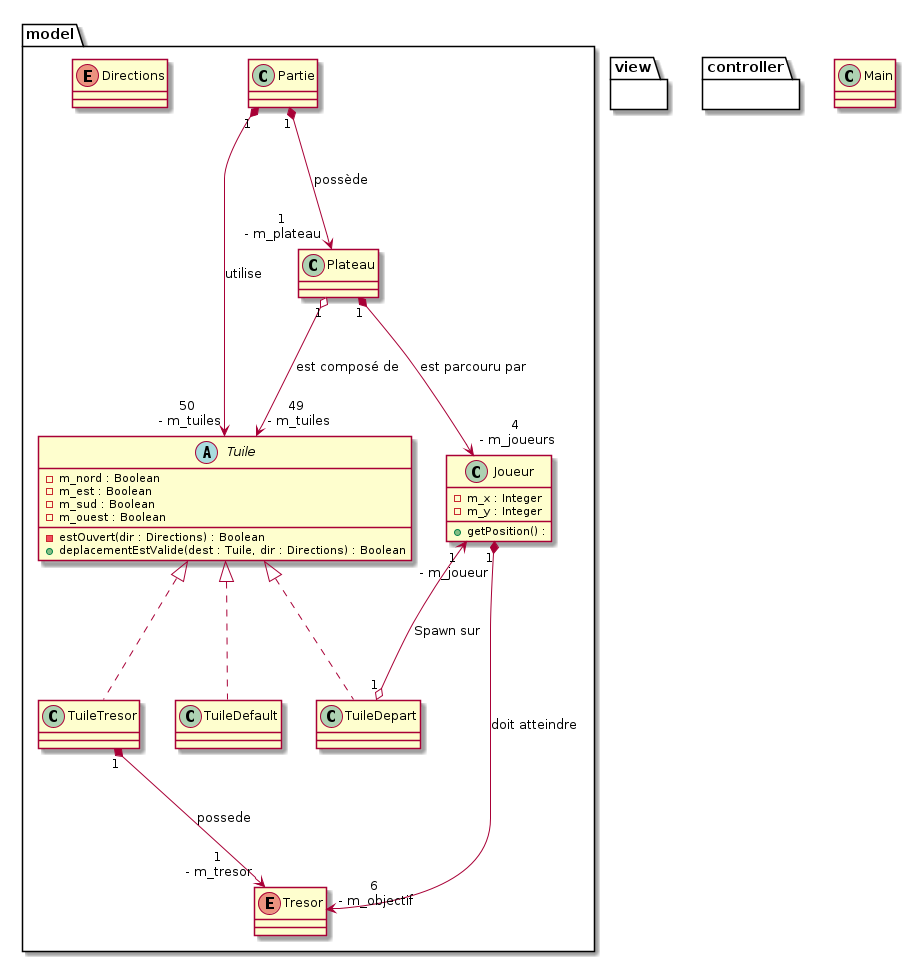 model
view
controller
E Directions
C Partie
C Main
1
1
possède
1
- m_plateau
C Plateau
utilise
1
1
est composé de
est parcouru par
50
- m_tuiles
49
- m_tuiles
4
- m_joueurs
A Tuile
m_nord : Boolean
m_est : Boolean
m_sud : Boolean
m_ouest : Boolean
estOuvert(dir : Directions) : Boolean
deplacementEstValide(dest : Tuile, dir : Directions) : Boolean
C Joueur
m_x : Integer
m_y : Integer
getPosition() :
1
- m_joueur
1
Spawn sur
1
C TuileTresor
C TuileDefault
C TuileDepart
doit atteindre
1
possede
1
- m_tresor
6
- m_objectif
E Tresor